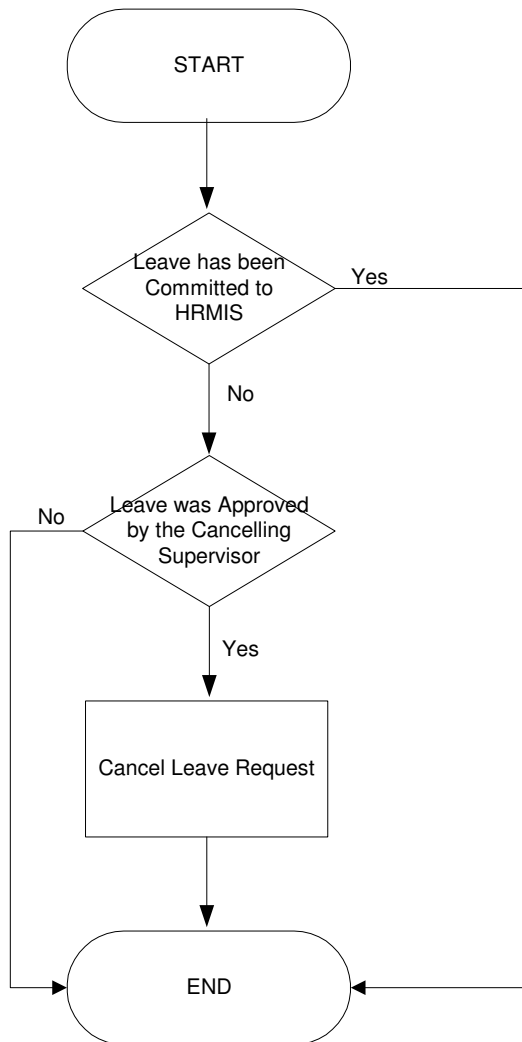 START
Leave has been
Committed to
HRMIS
Yes
No
Leave was Approved
by the Cancelling
Supervisor
No
Yes
Cancel Leave Request
END